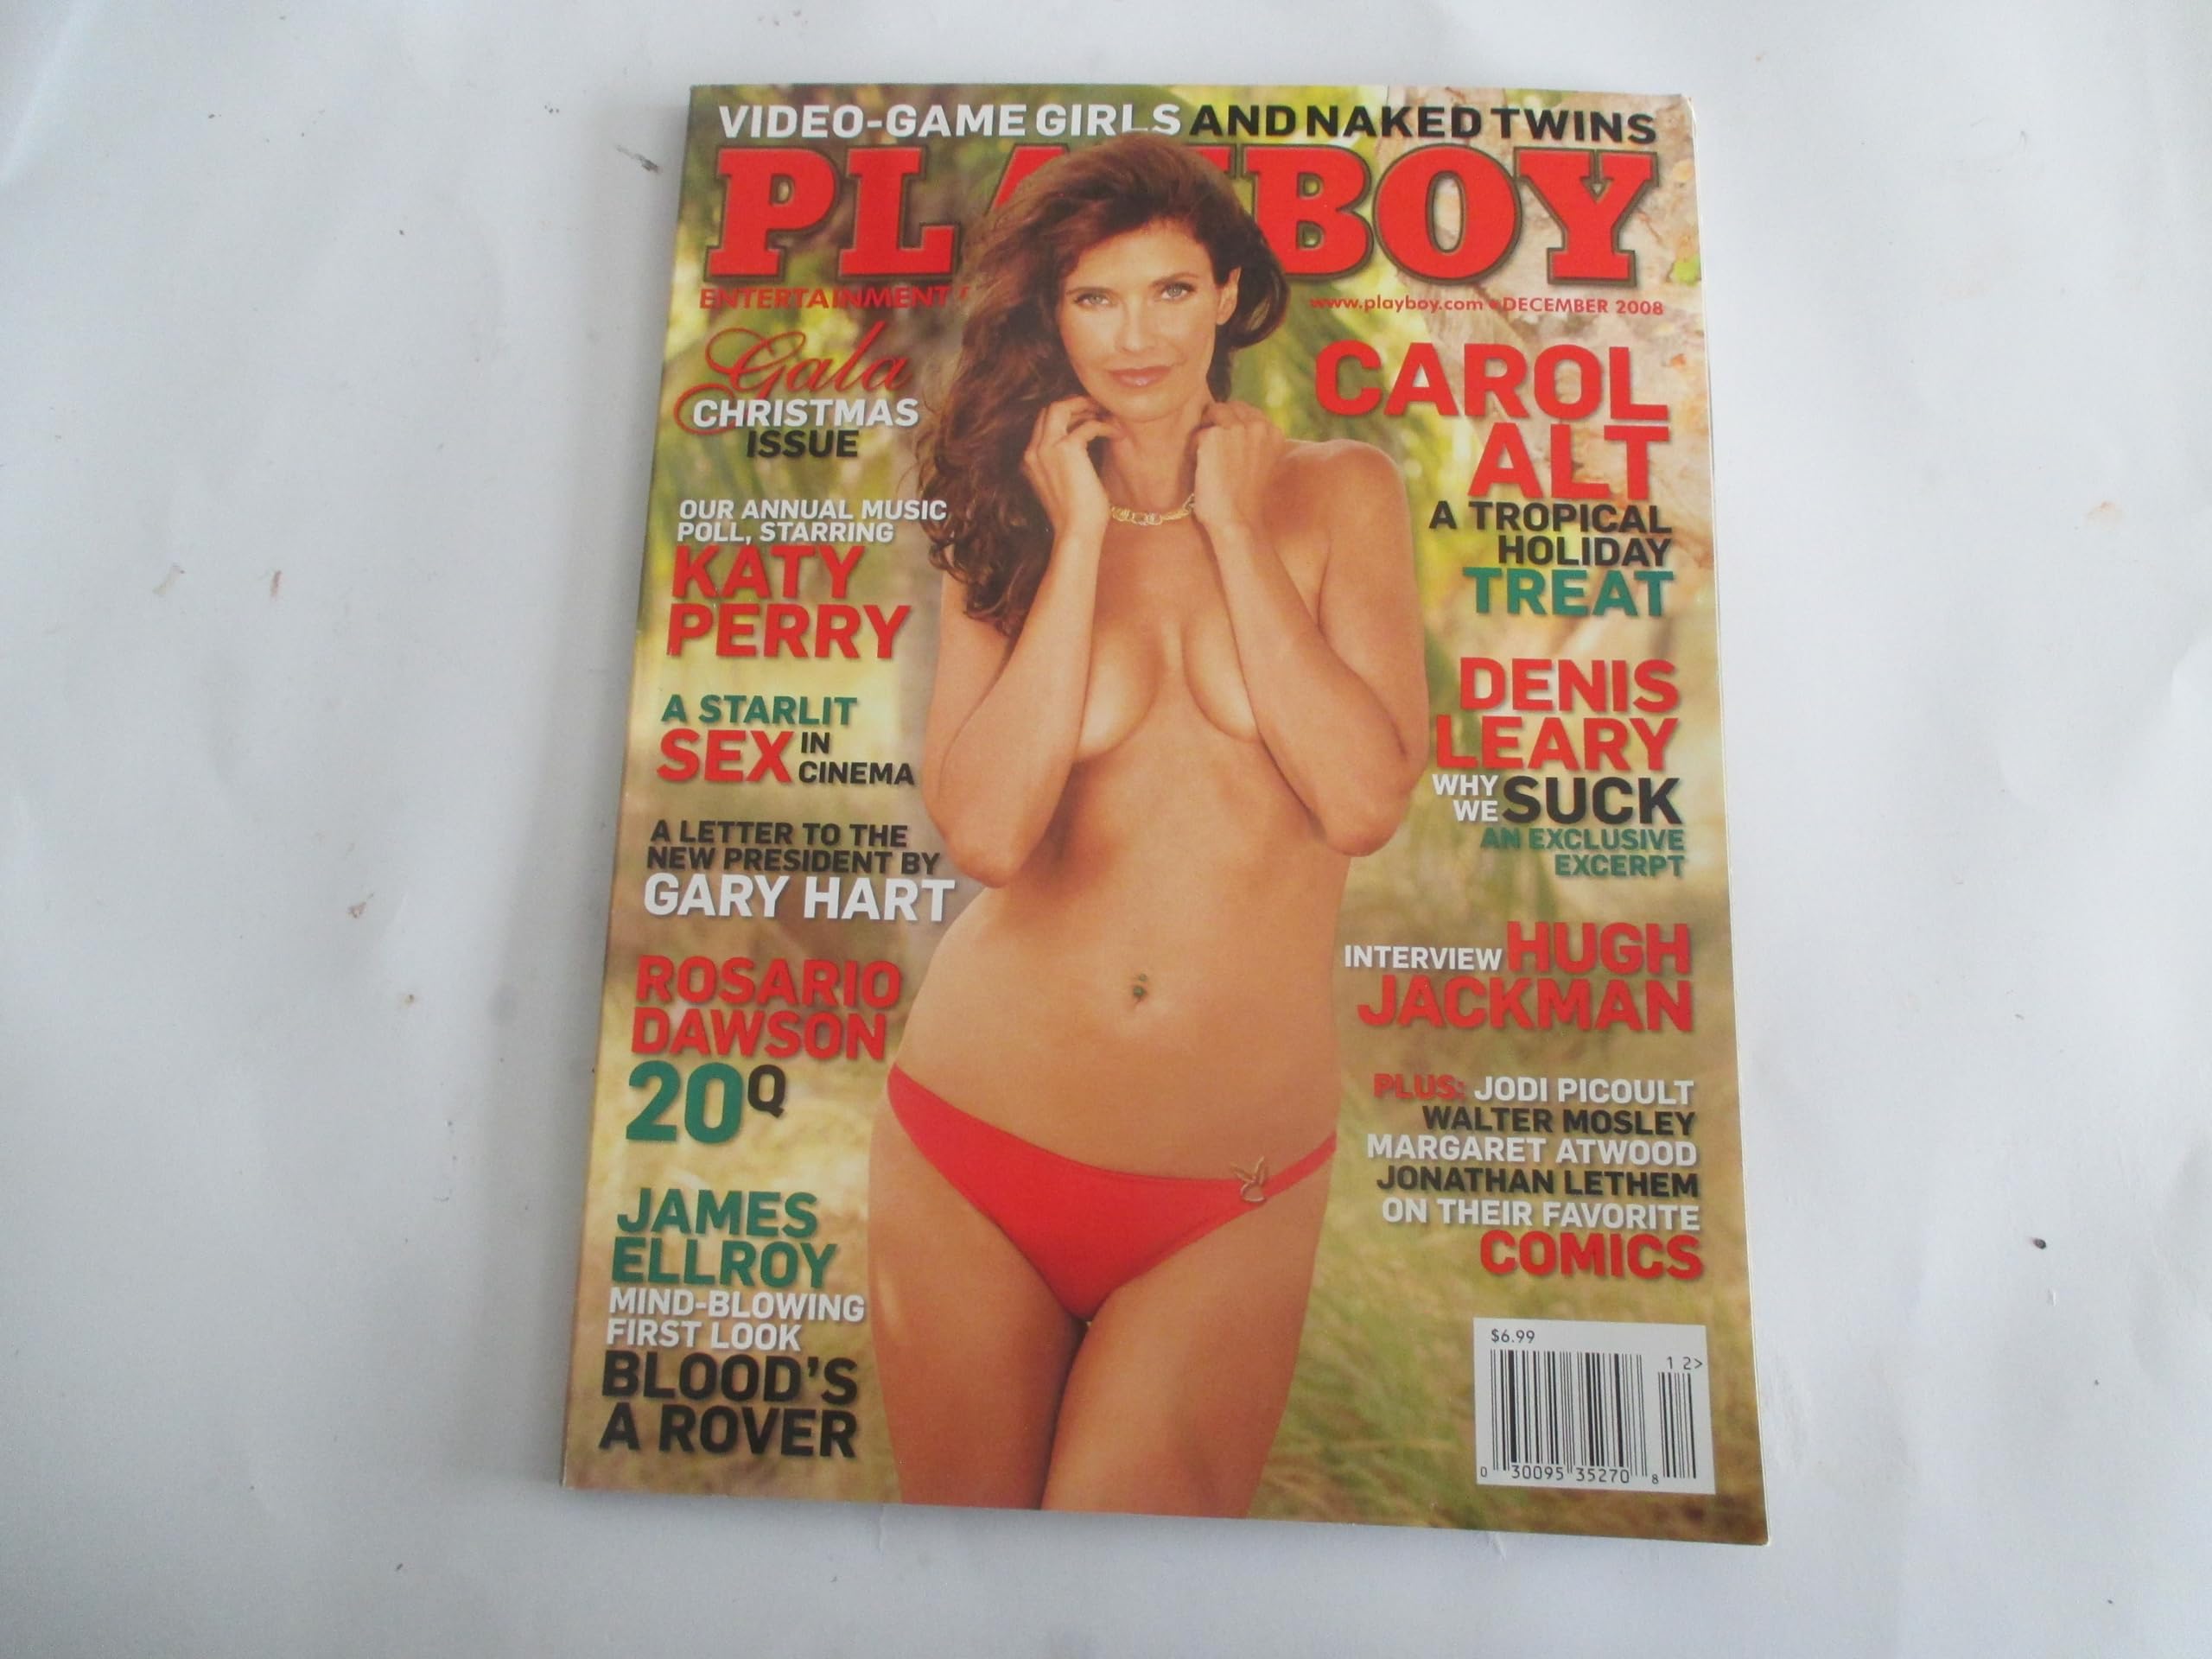 VIDEO-GAME GIRLS AND NAKED TWINS
PLAYBOY
ENTERTAINMENT
www.playboy.com • DECEMBER 2008
Gala
CHRISTMAS
ISSUE
OUR ANNUAL MUSIC
POLL, STARRING
KATY
PERRY
A STARLIT
SEX IN
CINEMA
A LETTER TO THE
NEW PRESIDENT BY
GARY HART
ROSARIO
DAWSON
20Q
JAMES
ELLROY
MIND-BLOWING
FIRST LOOK
BLOOD'S
A ROVER
CAROL
ALT
A TROPICAL
HOLIDAY
TREAT
DENIS
LEARY
WHY
WE SUCK
AN EXCLUSIVE
EXCERPT
INTERVIEW HUGH
JACKMAN
PLUS: JODI PICOULT
WALTER MOSLEY
MARGARET ATWOOD
JONATHAN LETHEM
ON THEIR FAVORITE
COMICS
$6.99
12>
0 30095 35270 8